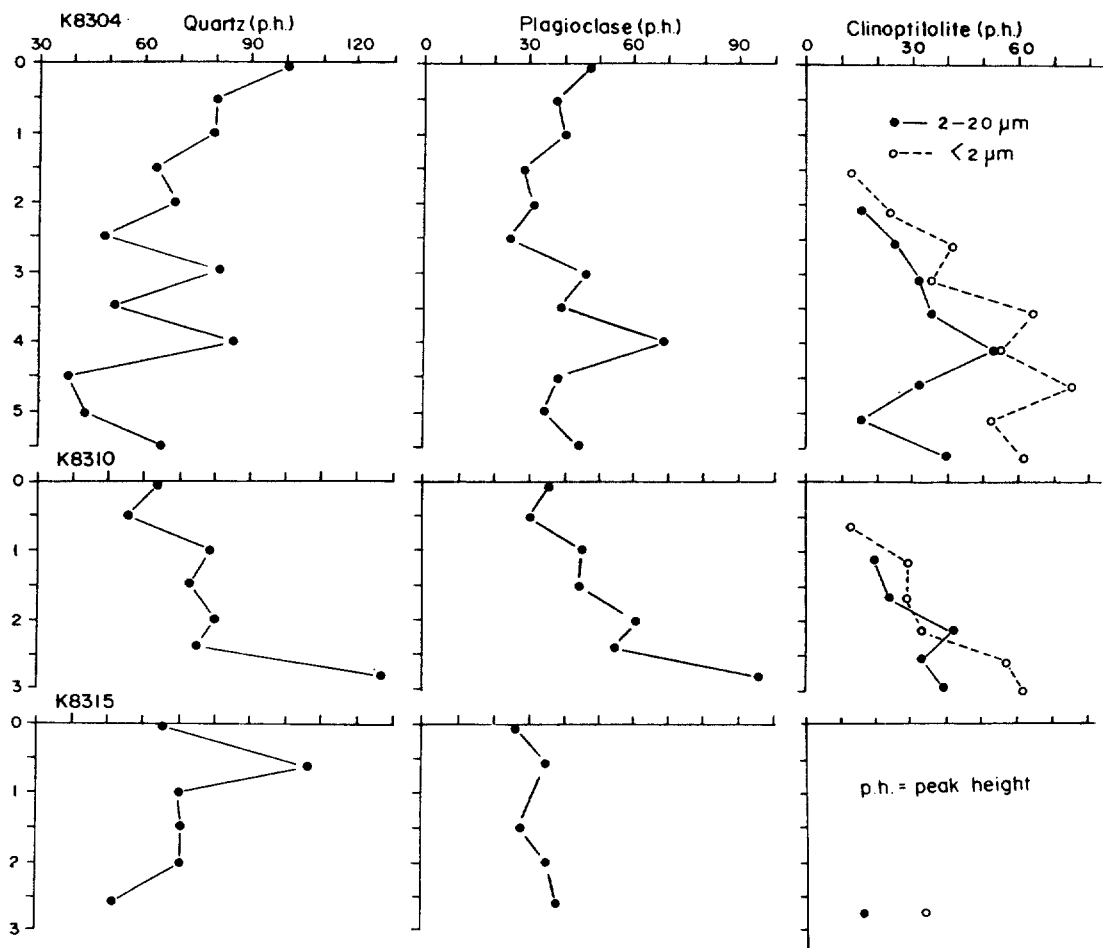 K8304 Quartz (p.h.) Plagioclase (p.h.) Clinoptilolite (p.h.)
30 60 90 120 0 30 60 90 0 30 60
0
1
2
3
4
5
2-20 μm
<2 μm
K8310
0
1
2
3
K8315
0
1
2
3
p.h. = peak height